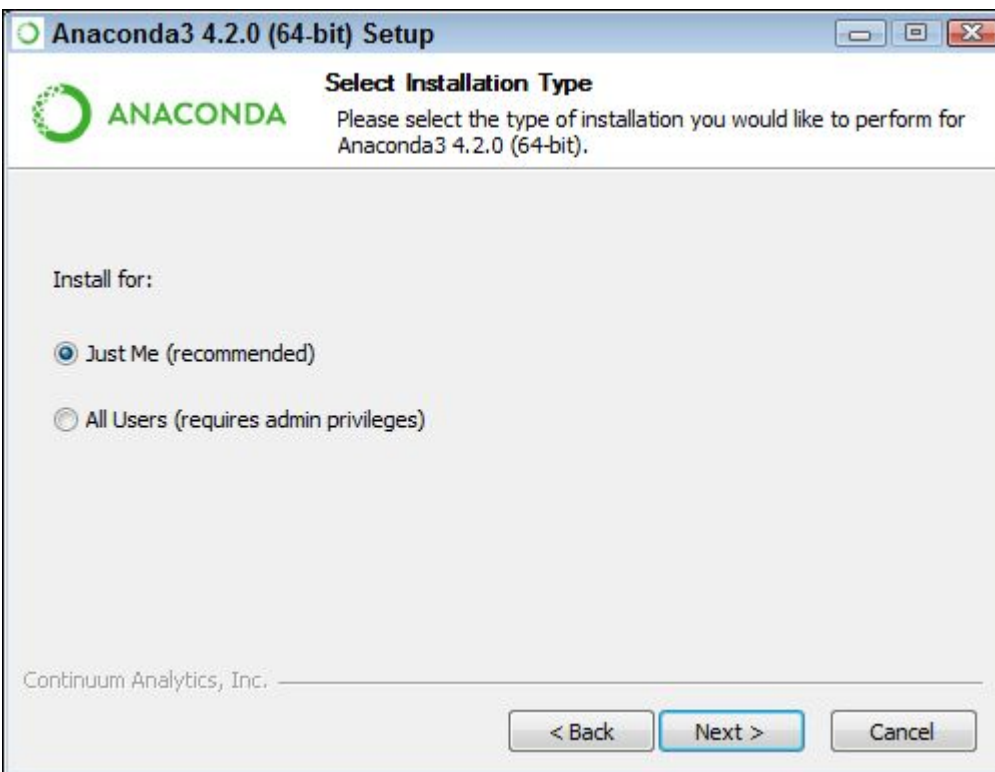 Anaconda3 4.2.0 (64-bit) Setup
ANACONDA
Select Installation Type
Please select the type of installation you would like to perform for
Anaconda3 4.2.0 (64-bit).
Install for:
Just Me (recommended)
All Users (requires admin privileges)
Continuum Analytics, Inc.
< Back
Next >
Cancel